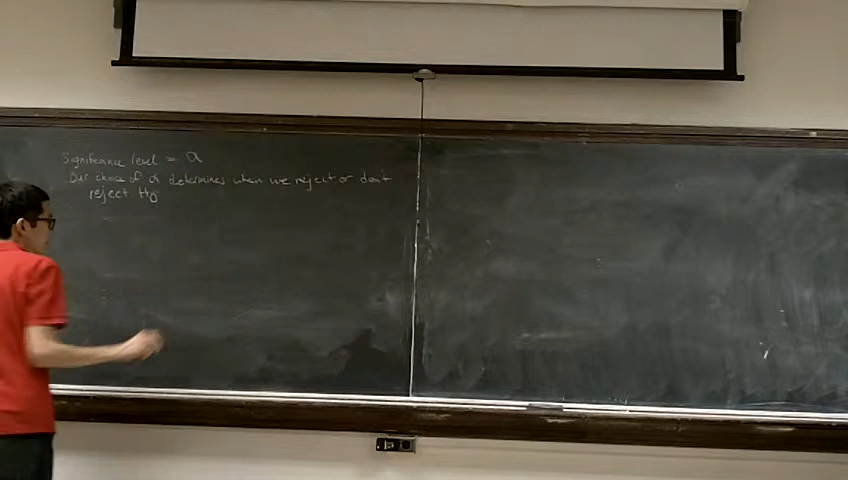 Significance level = α
Our choice of α determines when we reject or don't
reject H₀